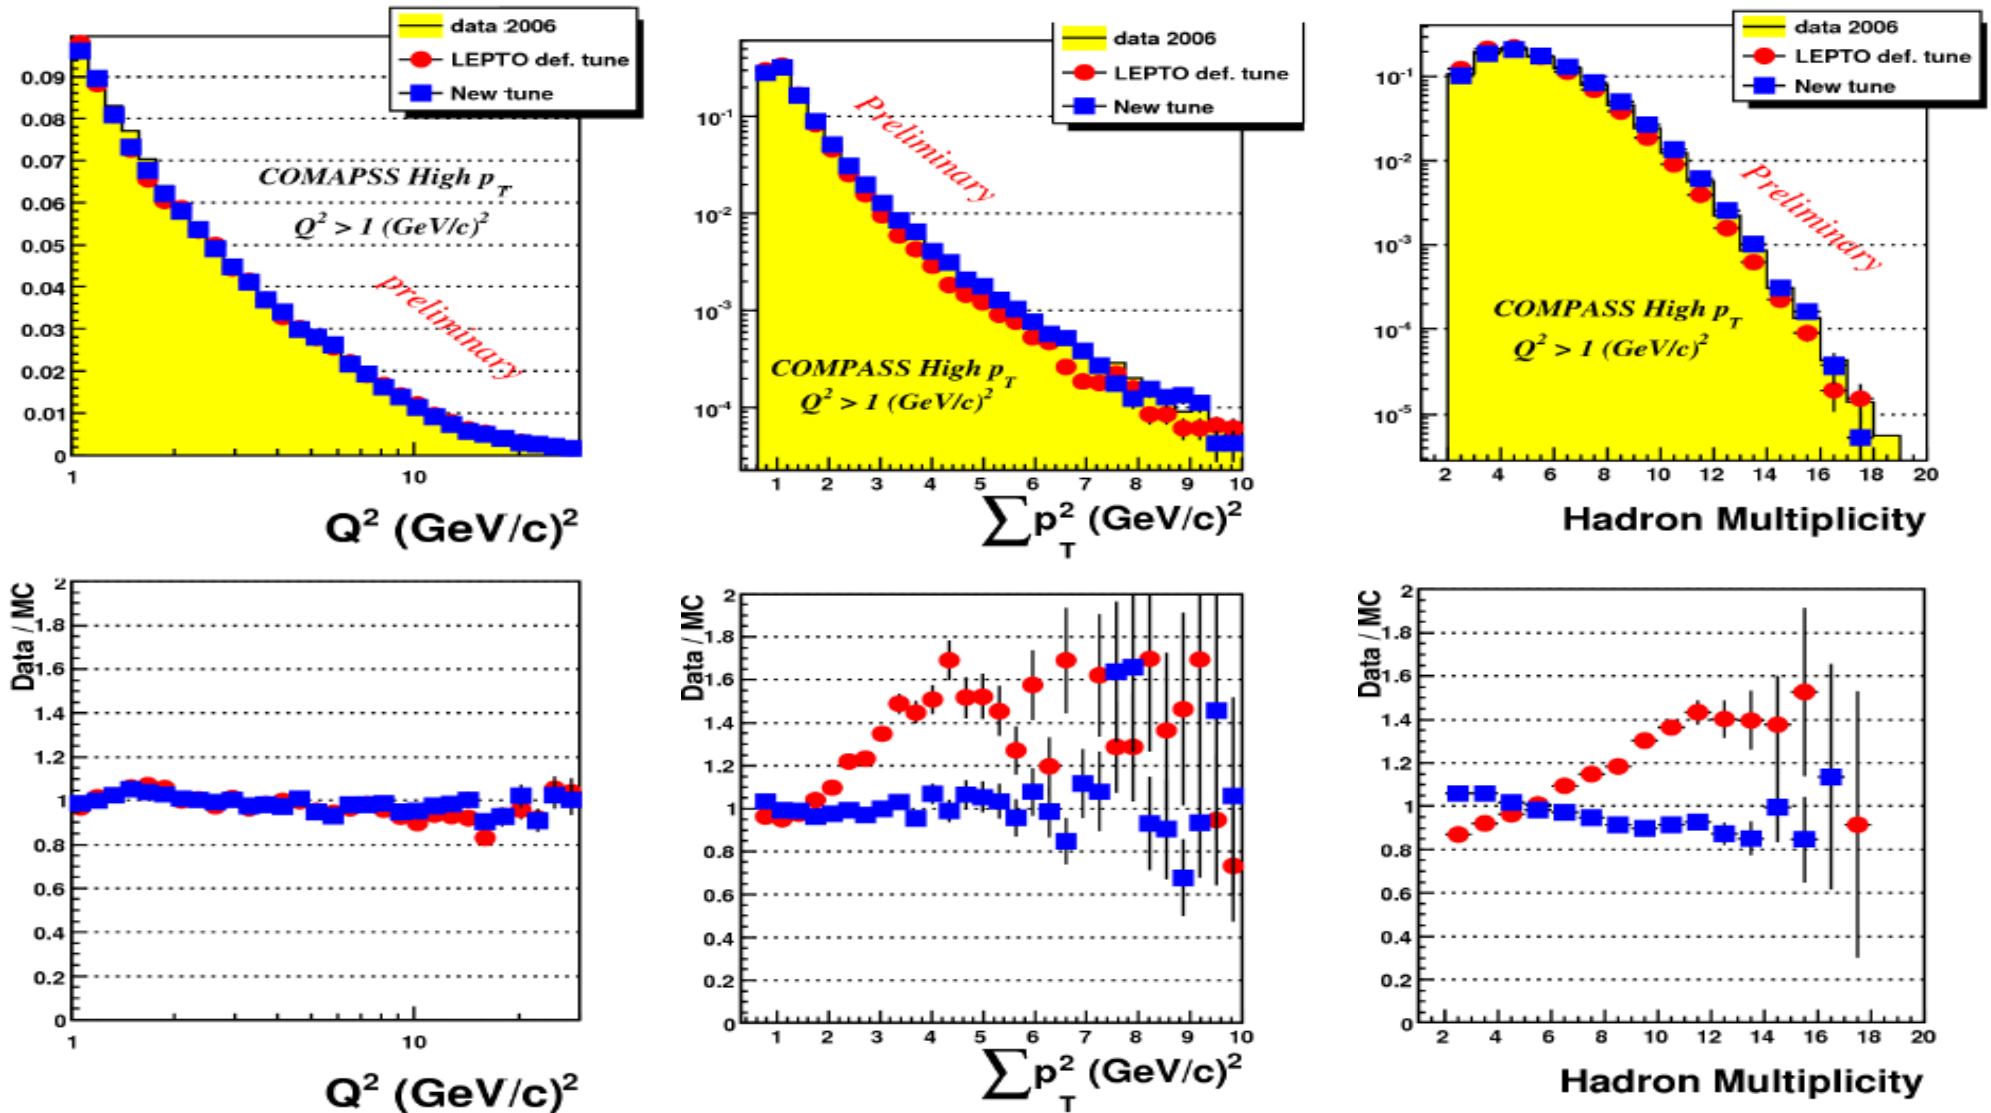 data 2006
LEPTO def. tune
New tune
0.09
0.08
0.07
0.06
0.05
0.04
0.03
0.02
0.01
0
COMAPSS High p_T
Q² > 1 (GeV/c)²
preliminary
1
10
Q² (GeV/c)²
data 2006
LEPTO def. tune
New tune
10⁻¹
10⁻²
10⁻³
10⁻⁴
Preliminary
COMPASS High p_T
Q² > 1 (GeV/c)²
1 2 3 4 5 6 7 8 9 10
∑ p_T² (GeV/c)²
data 2006
LEPTO def. tune
New tune
10⁻¹
10⁻²
10⁻³
10⁻⁴
10⁻⁵
Preliminary
COMPASS High p_T
Q² > 1 (GeV/c)²
2 4 6 8 10 12 14 16 18 20
Hadron Multiplicity
Data / MC
2
1.8
1.6
1.4
1.2
1
0.8
0.6
0.4
0.2
0
1
10
Q² (GeV/c)²
Data / MC
2
1.8
1.6
1.4
1.2
1
0.8
0.6
0.4
0.2
0
1 2 3 4 5 6 7 8 9 10
∑ p_T² (GeV/c)²
Data / MC
2
1.8
1.6
1.4
1.2
1
0.8
0.6
0.4
0.2
0
2 4 6 8 10 12 14 16 18 20
Hadron Multiplicity